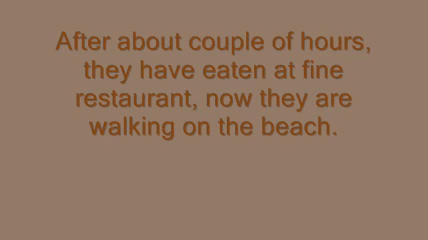 After about couple of hours,
they have eaten at fine
restaurant, now they are
walking on the beach.